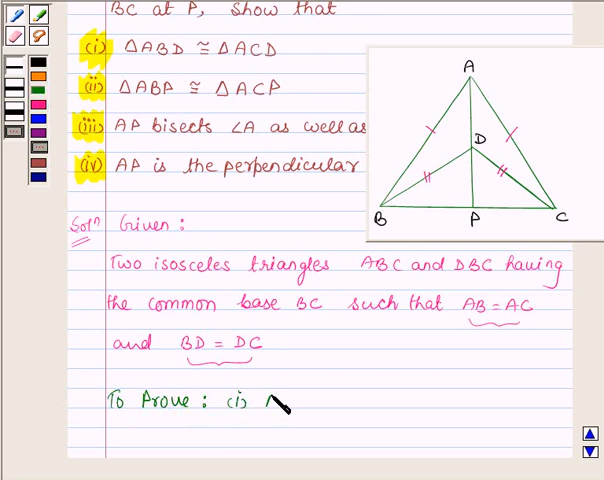 BC at P, show that
(i) ΔABD ≅ ΔACD
(ii) ΔABP ≅ ΔACP
(iii) AP bisects ∠A as well as
(iv) AP is the perpendicular
A
D
B
P
C
Solⁿ Given :
Two isosceles triangles ABC and DBC having
the common base BC such that AB = AC
and BD = DC
To Prove : (i)